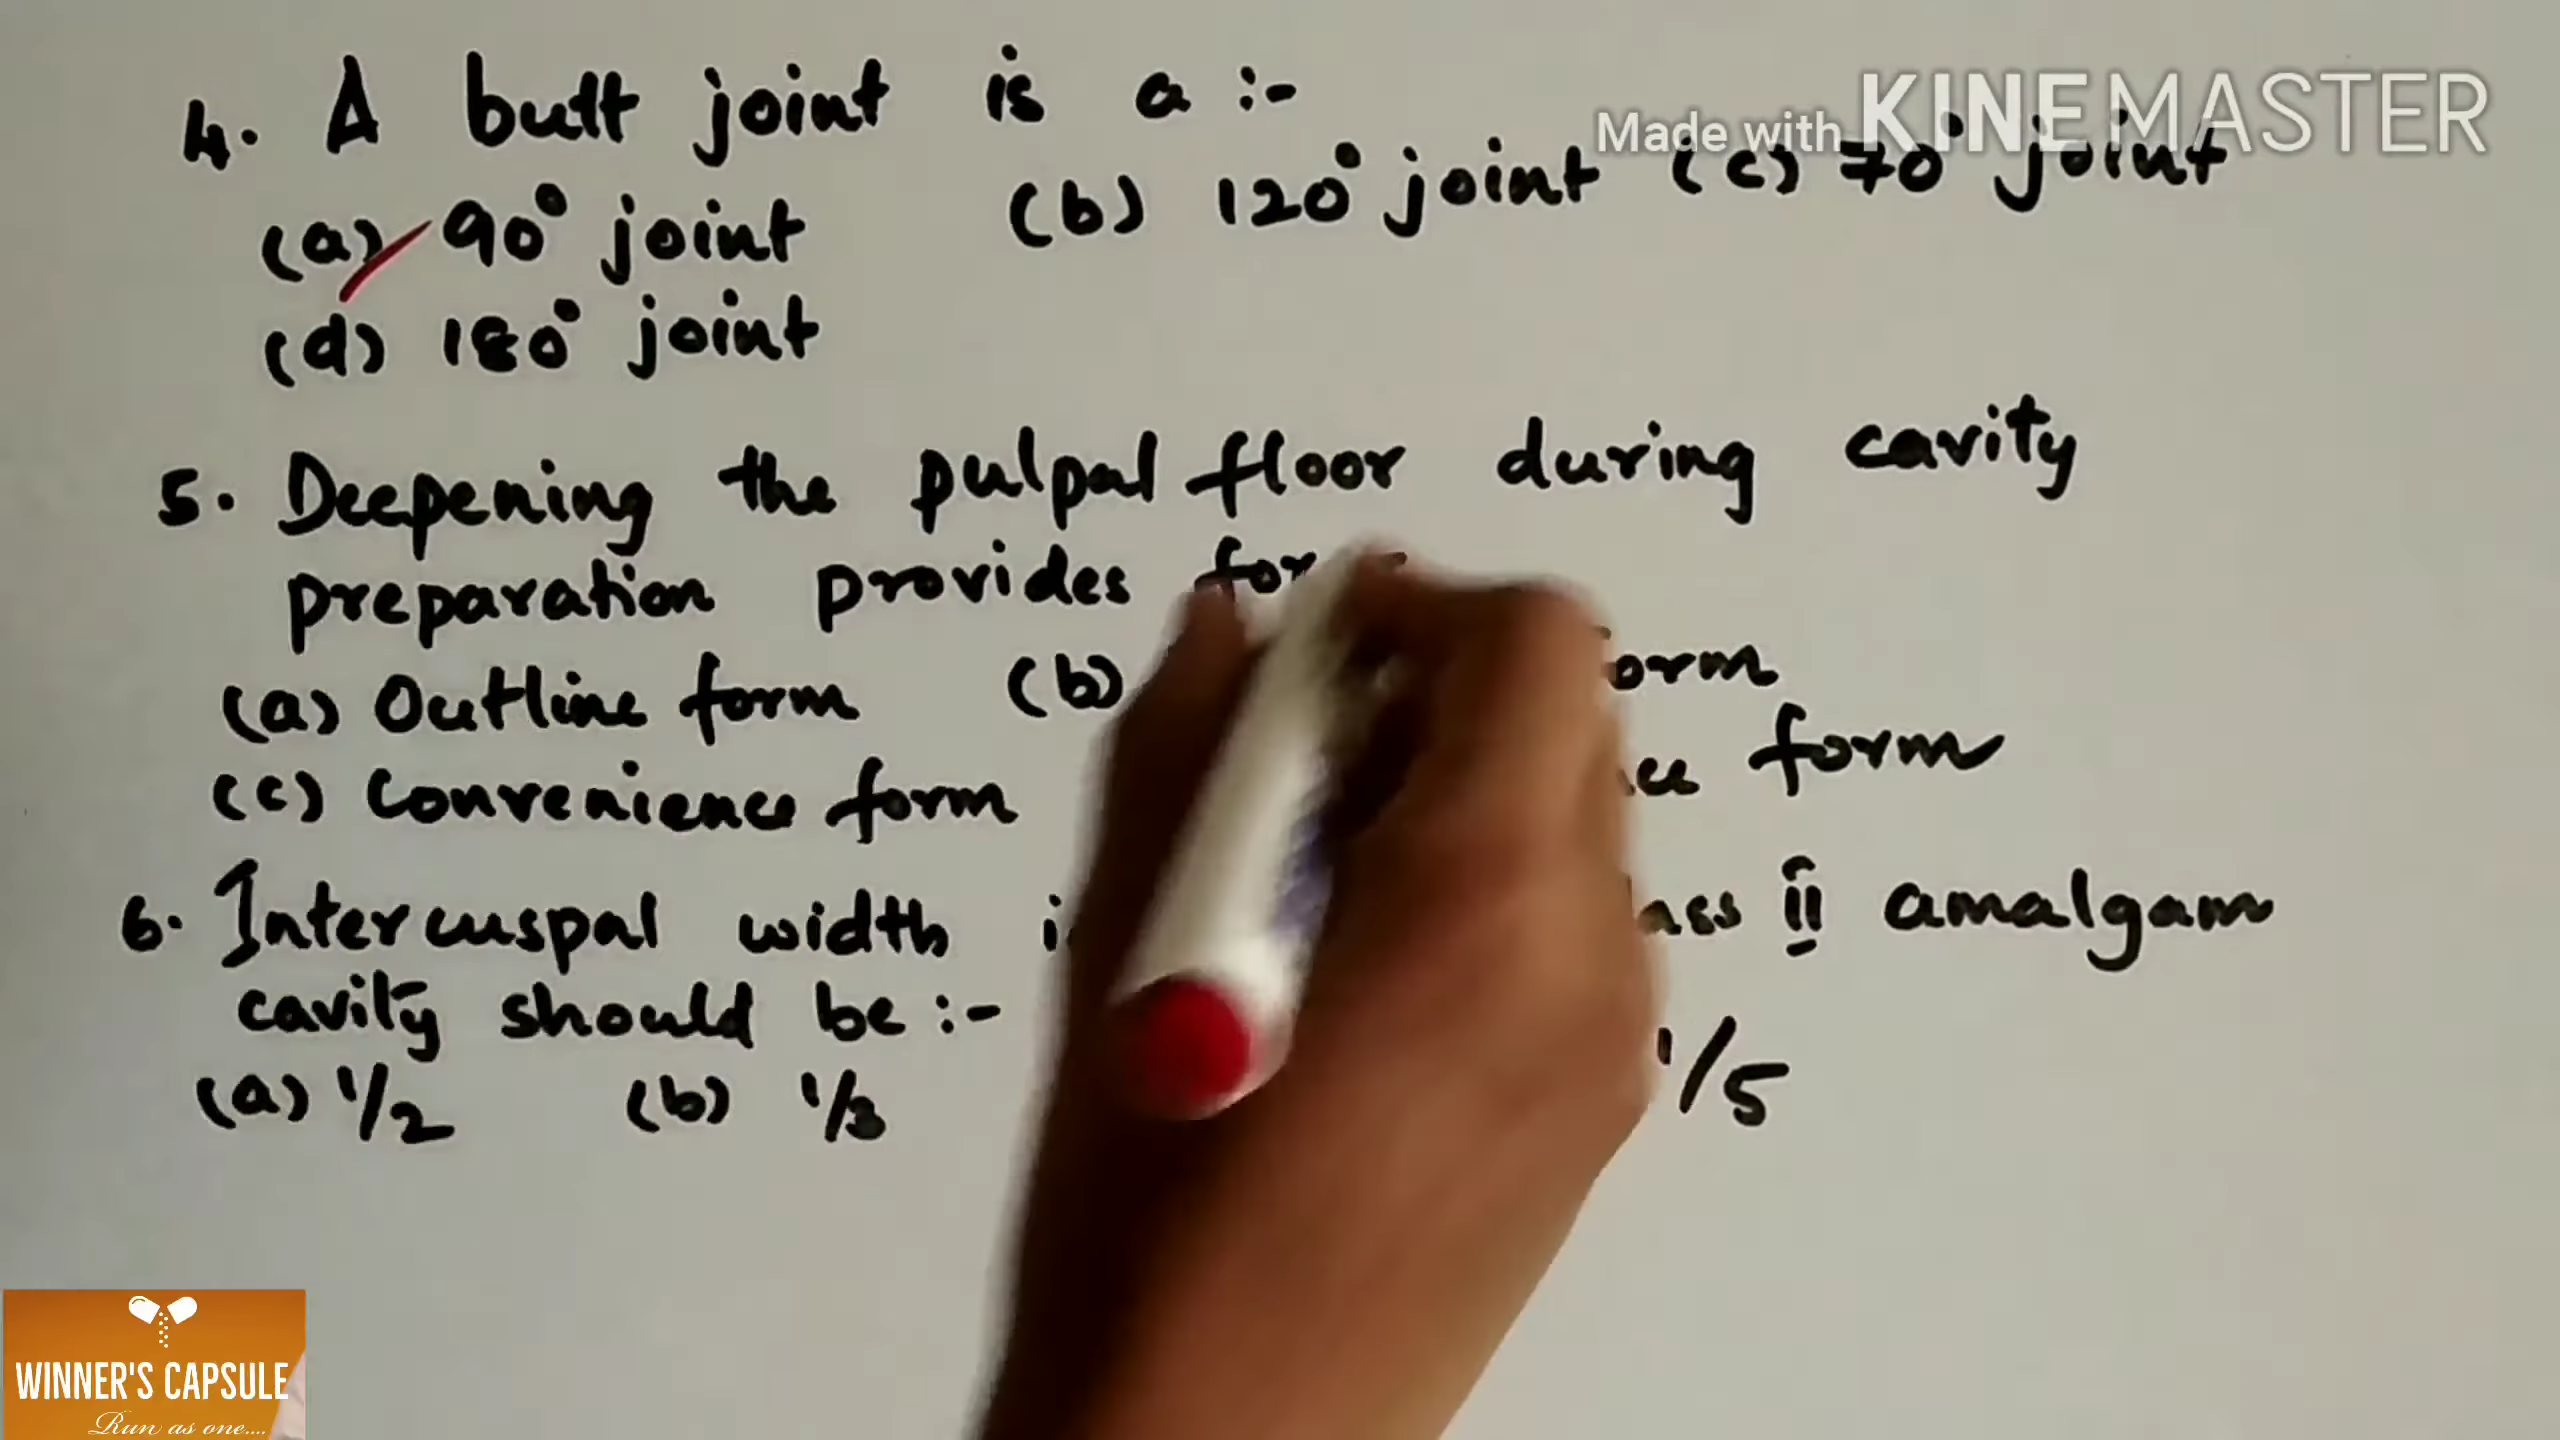 4. A butt joint is a :-
(a) 90° joint (b) 120° joint (c) 70° joint
(d) 180° joint
5. Deepening the pulpal floor during cavity
preparation provides for
(a) Outline form (b) form
(c) Convenience form form
6. Intercuspal width ii amalgam
cavity should be :-
(a) 1/2 (b) 1/3 1/5
Made with KINEMASTER
WINNER'S CAPSULE
Run as one....